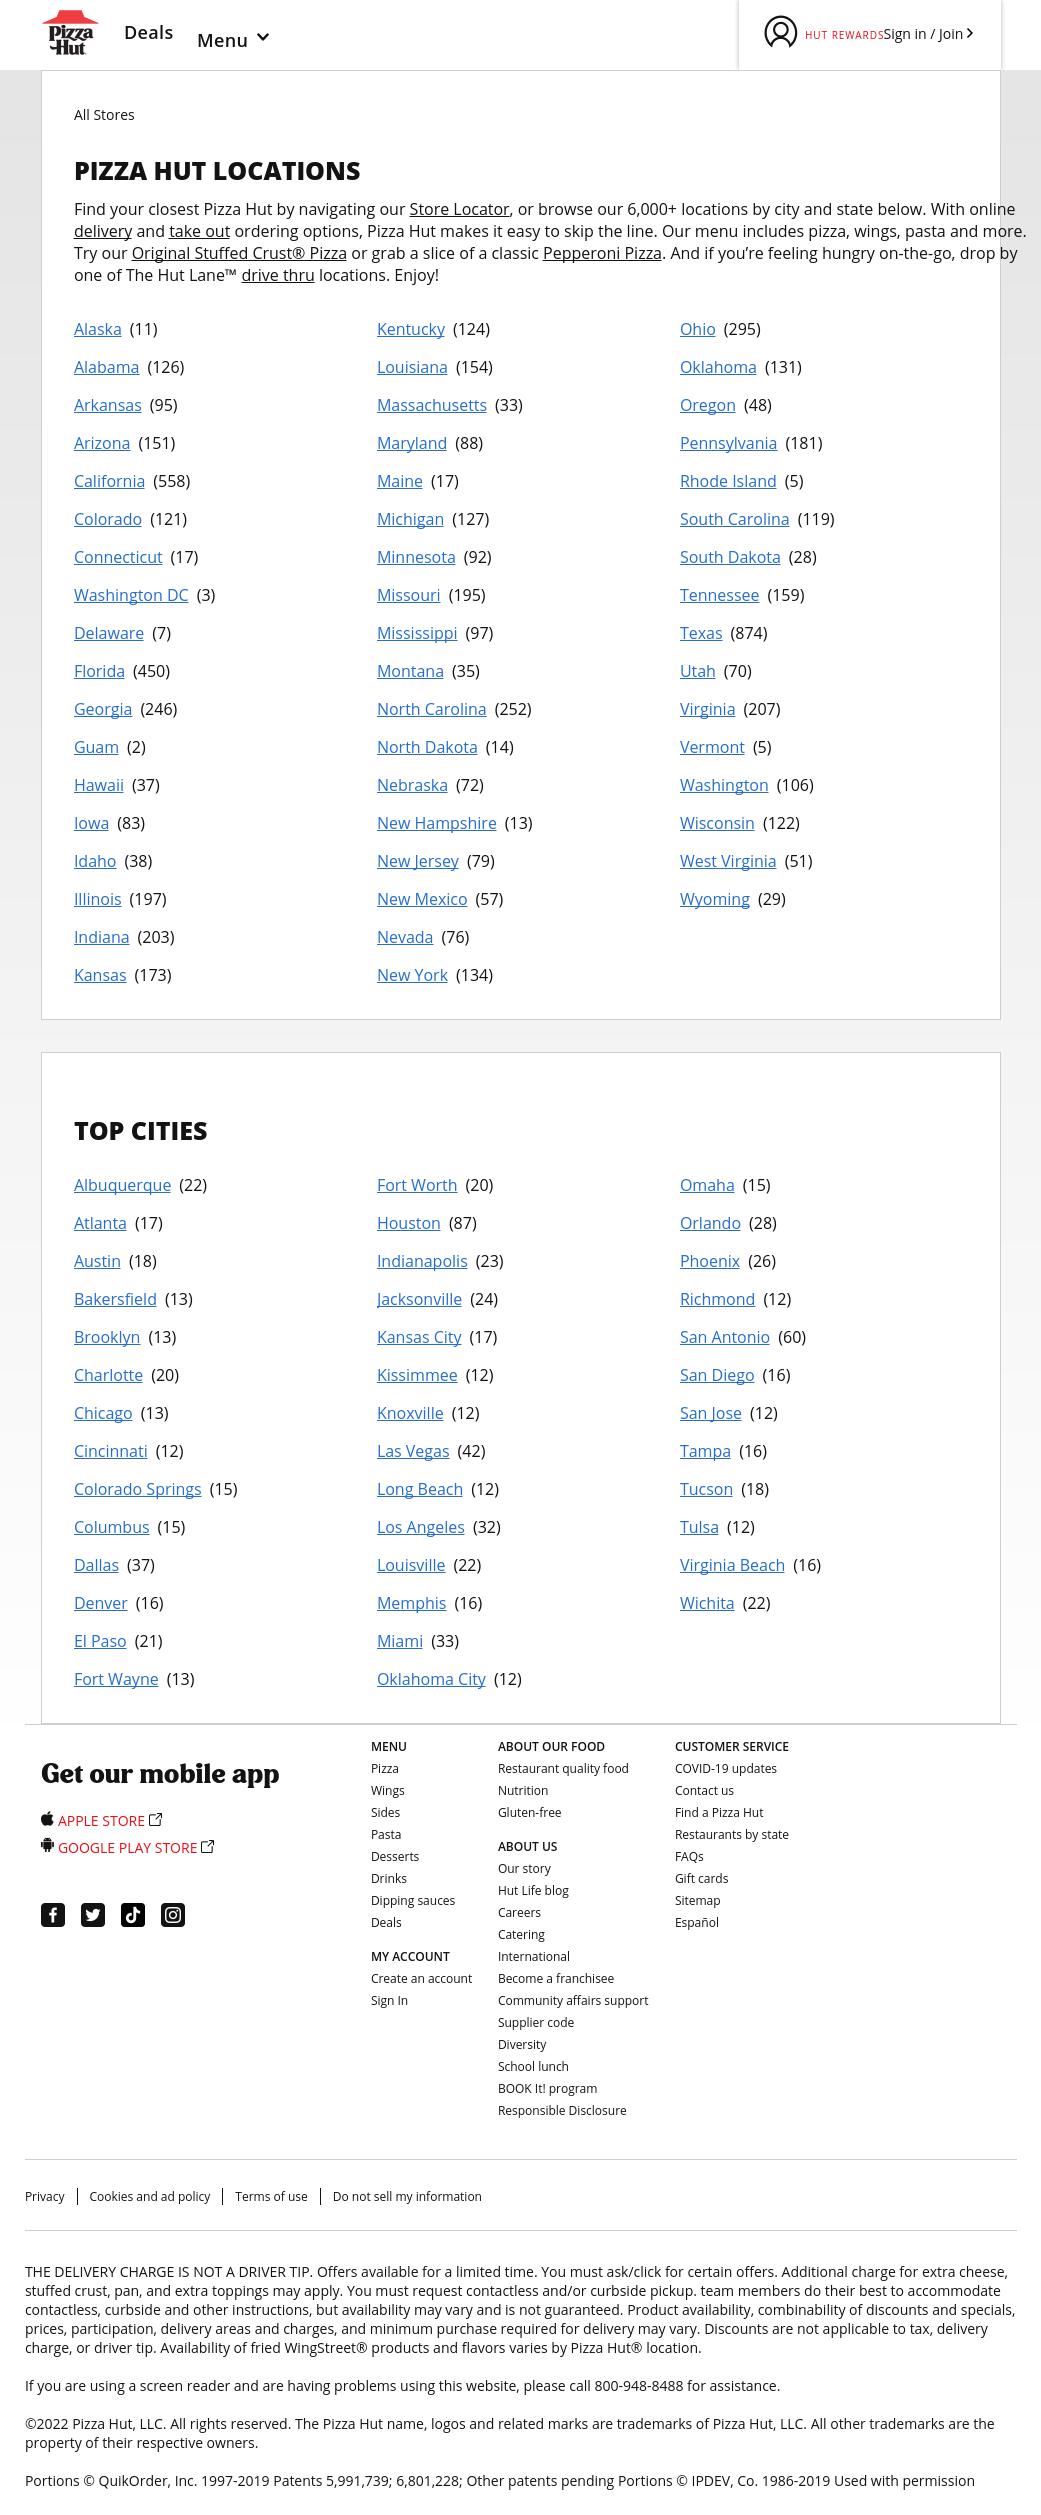 Pizza
Hut
Deals
Menu
HUT REWARDS Sign in / Join
All Stores
PIZZA HUT LOCATIONS
Find your closest Pizza Hut by navigating our Store Locator, or browse our 6,000+ locations by city and state below. With online
delivery and take out ordering options, Pizza Hut makes it easy to skip the line. Our menu includes pizza, wings, pasta and more.
Try our Original Stuffed Crust® Pizza or grab a slice of a classic Pepperoni Pizza. And if you’re feeling hungry on-the-go, drop by
one of The Hut Lane™ drive thru locations. Enjoy!
Alaska (11)
Alabama (126)
Arkansas (95)
Arizona (151)
California (558)
Colorado (121)
Connecticut (17)
Washington DC (3)
Delaware (7)
Florida (450)
Georgia (246)
Guam (2)
Hawaii (37)
Iowa (83)
Idaho (38)
Illinois (197)
Indiana (203)
Kansas (173)
Kentucky (124)
Louisiana (154)
Massachusetts (33)
Maryland (88)
Maine (17)
Michigan (127)
Minnesota (92)
Missouri (195)
Mississippi (97)
Montana (35)
North Carolina (252)
North Dakota (14)
Nebraska (72)
New Hampshire (13)
New Jersey (79)
New Mexico (57)
Nevada (76)
New York (134)
Ohio (295)
Oklahoma (131)
Oregon (48)
Pennsylvania (181)
Rhode Island (5)
South Carolina (119)
South Dakota (28)
Tennessee (159)
Texas (874)
Utah (70)
Virginia (207)
Vermont (5)
Washington (106)
Wisconsin (122)
West Virginia (51)
Wyoming (29)
TOP CITIES
Albuquerque (22)
Atlanta (17)
Austin (18)
Bakersfield (13)
Brooklyn (13)
Charlotte (20)
Chicago (13)
Cincinnati (12)
Colorado Springs (15)
Columbus (15)
Dallas (37)
Denver (16)
El Paso (21)
Fort Wayne (13)
Fort Worth (20)
Houston (87)
Indianapolis (23)
Jacksonville (24)
Kansas City (17)
Kissimmee (12)
Knoxville (12)
Las Vegas (42)
Long Beach (12)
Los Angeles (32)
Louisville (22)
Memphis (16)
Miami (33)
Oklahoma City (12)
Omaha (15)
Orlando (28)
Phoenix (26)
Richmond (12)
San Antonio (60)
San Diego (16)
San Jose (12)
Tampa (16)
Tucson (18)
Tulsa (12)
Virginia Beach (16)
Wichita (22)
Get our mobile app
APPLE STORE
GOOGLE PLAY STORE
MENU
Pizza
Wings
Sides
Pasta
Desserts
Drinks
Dipping sauces
Deals
MY ACCOUNT
Create an account
Sign In
ABOUT OUR FOOD
Restaurant quality food
Nutrition
Gluten-free
ABOUT US
Our story
Hut Life blog
Careers
Catering
International
Become a franchisee
Community affairs support
Supplier code
Diversity
School lunch
BOOK It! program
Responsible Disclosure
CUSTOMER SERVICE
COVID-19 updates
Contact us
Find a Pizza Hut
Restaurants by state
FAQs
Gift cards
Sitemap
Español
Privacy
Cookies and ad policy
Terms of use
Do not sell my information
THE DELIVERY CHARGE IS NOT A DRIVER TIP. Offers available for a limited time. You must ask/click for certain offers. Additional charge for extra cheese,
stuffed crust, pan, and extra toppings may apply. You must request contactless and/or curbside pickup. team members do their best to accommodate
contactless, curbside and other instructions, but availability may vary and is not guaranteed. Product availability, combinability of discounts and specials,
prices, participation, delivery areas and charges, and minimum purchase required for delivery may vary. Discounts are not applicable to tax, delivery
charge, or driver tip. Availability of fried WingStreet® products and flavors varies by Pizza Hut® location.
If you are using a screen reader and are having problems using this website, please call 800-948-8488 for assistance.
©2022 Pizza Hut, LLC. All rights reserved. The Pizza Hut name, logos and related marks are trademarks of Pizza Hut, LLC. All other trademarks are the
property of their respective owners.
Portions © QuikOrder, Inc. 1997-2019 Patents 5,991,739; 6,801,228; Other patents pending Portions © IPDEV, Co. 1986-2019 Used with permission